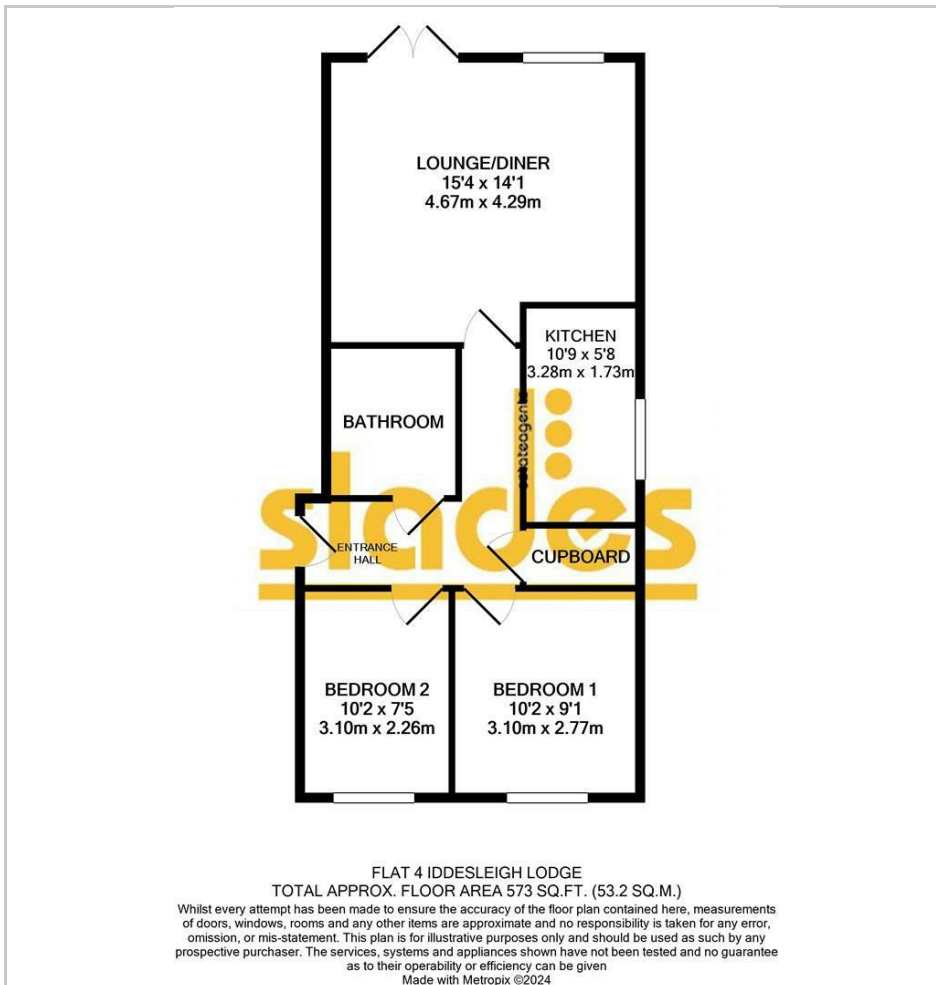 LOUNGE/DINER
15'4 x 14'1
4.67m x 4.29m
KITCHEN
10'9 x 5'8
3.28m x 1.73m
BATHROOM
estateagents
slades
ENTRANCE
HALL
CUPBOARD
BEDROOM 2
10'2 x 7'5
3.10m x 2.26m
BEDROOM 1
10'2 x 9'1
3.10m x 2.77m
FLAT 4 IDDESLEIGH LODGE
TOTAL APPROX. FLOOR AREA 573 SQ.FT. (53.2 SQ.M.)
Whilst every attempt has been made to ensure the accuracy of the floor plan contained here, measurements
of doors, windows, rooms and any other items are approximate and no responsibility is taken for any error,
omission, or mis-statement. This plan is for illustrative purposes only and should be used as such by any
prospective purchaser. The services, systems and appliances shown have not been tested and no guarantee
as to their operability or efficiency can be given
Made with Metropix ©2024